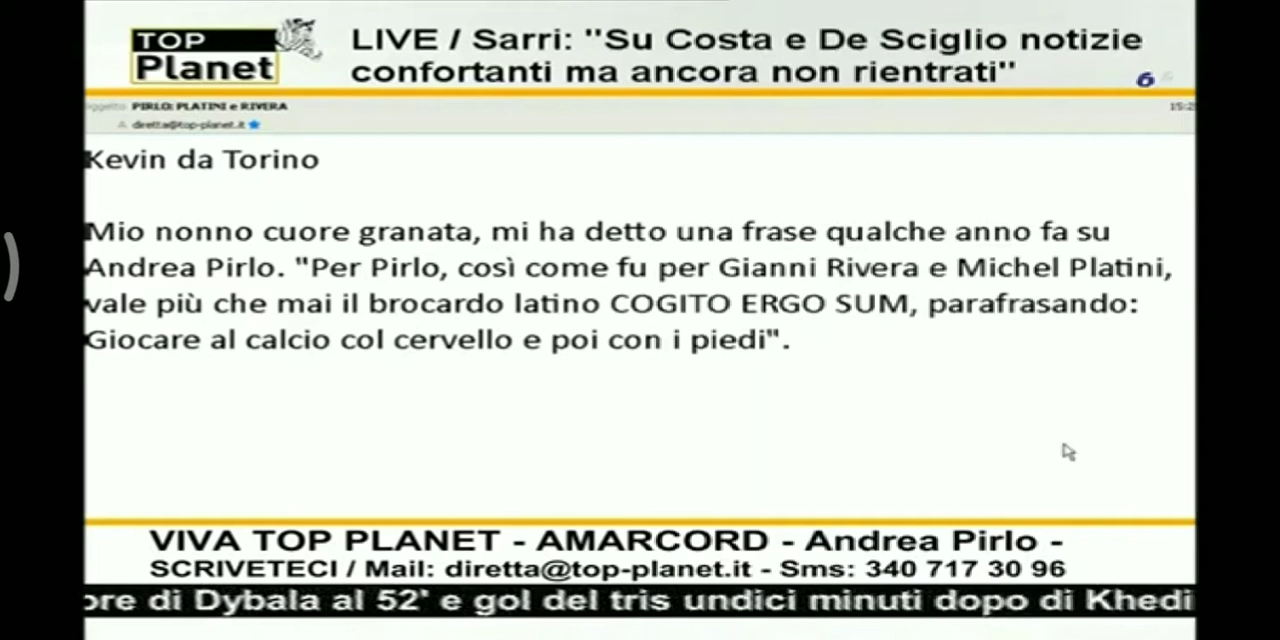 TOP
Planet
LIVE / Sarri: "Su Costa e De Sciglio notizie
confortanti ma ancora non rientrati"
6
PIRLO: PLATINI e RIVERA
A diretta@top-planet.it
Kevin da Torino
Mio nonno cuore granata, mi ha detto una frase qualche anno fa su
Andrea Pirlo. "Per Pirlo, così come fu per Gianni Rivera e Michel Platini,
vale più che mai il brocardo latino COGITO ERGO SUM, parafrasando:
Giocare al calcio col cervello e poi con i piedi".
VIVA TOP PLANET - AMARCORD - Andrea Pirlo -
SCRIVETECI / Mail: diretta@top-planet.it - Sms: 340 717 30 96
ore di Dybala al 52' e gol del tris undici minuti dopo di Khedi